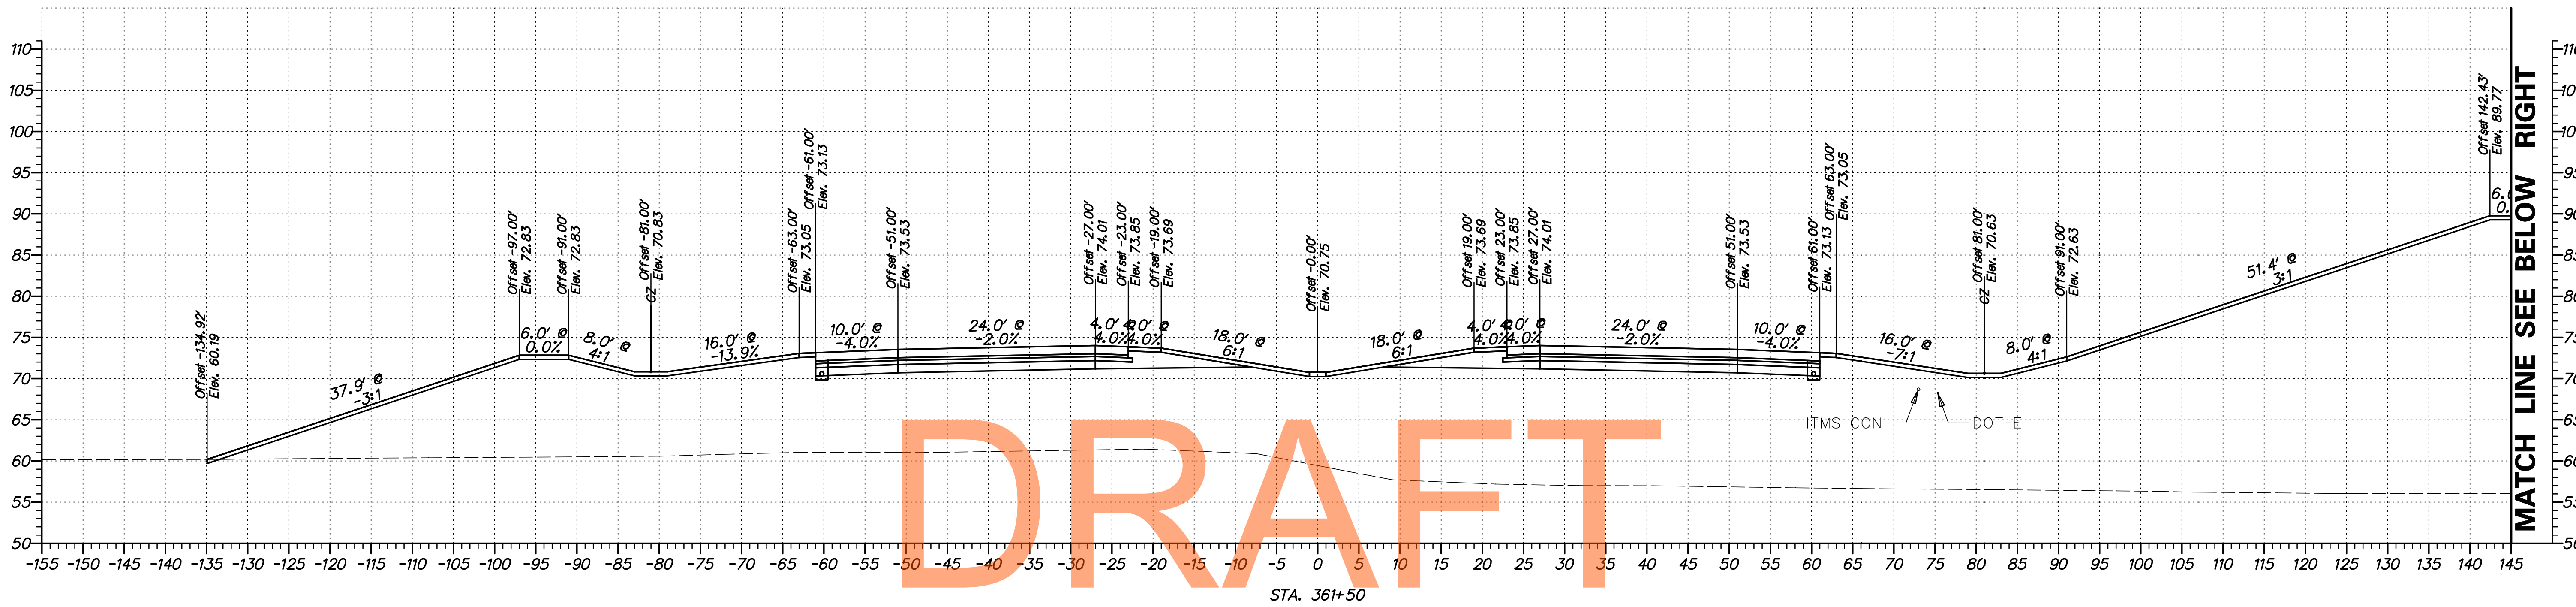 110
105
100
95
90
85
80
75
70
65
60
55
50
Offset -134.92'
Elev. 60.19
37.9' @
-3:1
Offset -97.00'
Elev. 72.83
6.0' @
0.0%
Offset -91.00'
Elev. 72.83
8.0' @
4:1
CZ Offset -81.00'
Elev. 70.83
16.0' @
-13.9%
Offset -63.00'
Elev. 73.05
Offset -61.00'
Elev. 73.13
10.0' @
-4.0%
Offset -51.00'
Elev. 73.53
24.0' @
-2.0%
Offset -27.00'
Elev. 74.01
4.0' @
4.0%
Offset -23.00'
Elev. 73.85
4.0%
Offset -19.00'
Elev. 73.69
18.0' @
6:1
Offset -0.00'
Elev. 70.75
18.0' @
6:1
Offset 19.00'
Elev. 73.69
4.0'
4.0%
Offset 23.00'
Elev. 73.85
4.0%
Offset 27.00'
Elev. 74.01
24.0' @
-2.0%
Offset 51.00'
Elev. 73.53
10.0' @
-4.0%
Offset 61.00'
Elev. 73.13
Offset 63.00'
Elev. 73.05
16.0' @
-7:1
CZ Offset 81.00'
Elev. 70.63
8.0' @
4:1
Offset 91.00'
Elev. 72.63
51.4' @
3:1
Offset 142.43'
Elev. 89.77
ITMS-CON
DOT-E
MATCH LINE SEE BELOW RIGHT
DRAFT
-155 -150 -145 -140 -135 -130 -125 -120 -115 -110 -105 -100 -95 -90 -85 -80 -75 -70 -65 -60 -55 -50 -45 -40 -35 -30 -25 -20 -15 -10 -5 0 5 10 15 20 25 30 35 40 45 50 55 60 65 70 75 80 85 90 95 100 105 110 115 120 125 130 135 140 145
STA. 361+50